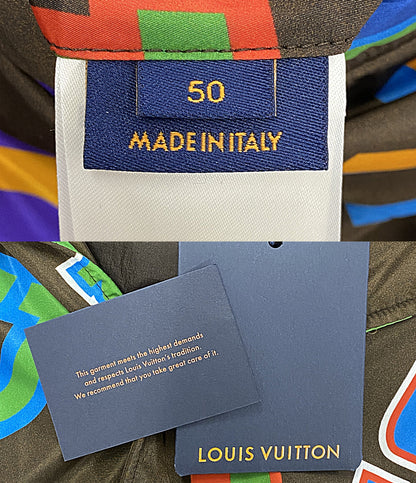 50
MADE IN ITALY
This garment meets the highest demands
and respects Louis Vuitton's tradition.
We recommend that you take great care of it.
LOUIS VUITTON